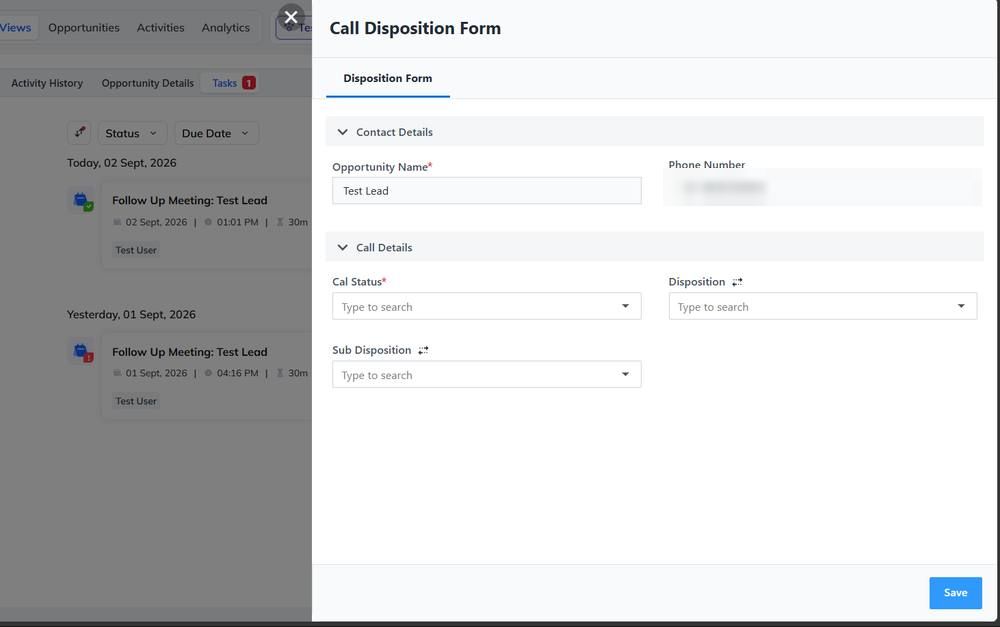 Views Opportunities Activities Analytics
Activity History Opportunity Details Tasks 1
Status Due Date
Today, 02 Sept, 2026
Follow Up Meeting: Test Lead
02 Sept, 2026 | 01:01 PM | 30m
Test User
Yesterday, 01 Sept, 2026
Follow Up Meeting: Test Lead
01 Sept, 2026 | 04:16 PM | 30m
Test User
Call Disposition Form
Disposition Form
Contact Details
Opportunity Name* Phone Number
Test Lead
Call Details
Cal Status* Disposition
Type to search Type to search
Sub Disposition
Type to search
Save